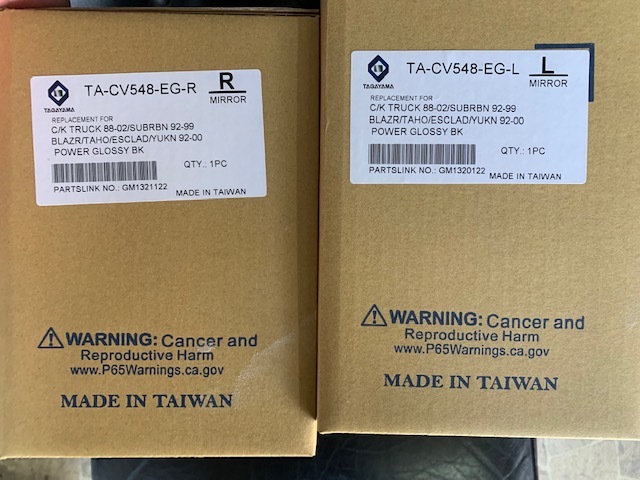 TAGAYAMA
TA-CV548-EG-R
R
MIRROR
REPLACEMENT FOR
C/K TRUCK 88-02/SUBRBN 92-99
BLAZR/TAHO/ESCLAD/YUKN 92-00
POWER GLOSSY BK
QTY.: 1PC
PARTSLINK NO.: GM1321122
MADE IN TAIWAN
WARNING: Cancer and
Reproductive Harm
www.P65Warnings.ca.gov
MADE IN TAIWAN
TAGAYAMA
TA-CV548-EG-L
L
MIRROR
REPLACEMENT FOR
C/K TRUCK 88-02/SUBRBN 92-99
BLAZR/TAHO/ESCLAD/YUKN 92-00
POWER GLOSSY BK
QTY.: 1PC
PARTSLINK NO.: GM1320122
MADE IN TAIWAN
WARNING: Cancer and
Reproductive Harm
www.P65Warnings.ca.gov
MADE IN TAIWAN